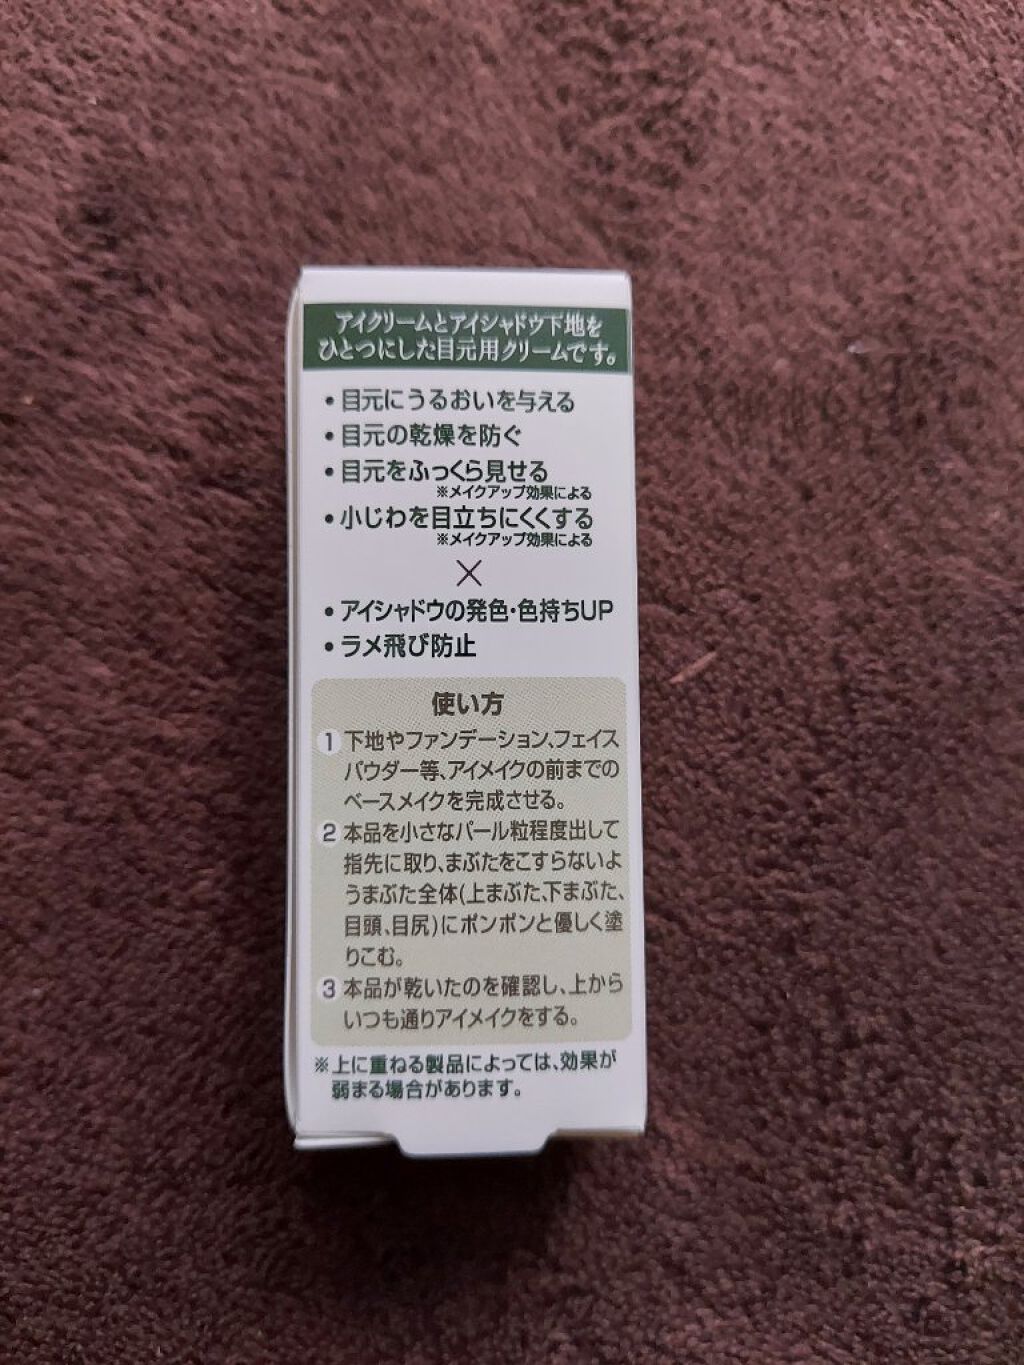 アイクリームとアイシャドウ下地を
ひとつにした目元用クリームです。
•目元にうるおいを与える
•目元の乾燥を防ぐ
•目元をふっくら見せる
※メイクアップ効果による
•小じわを目立ちにくくする
※メイクアップ効果による
×
•アイシャドウの発色･色持ちUP
•ラメ飛び防止
使い方
1 下地やファンデーション、フェイス
パウダー等、アイメイクの前までの
ベースメイクを完成させる。
2 本品を小さなパール粒程度出して
指先に取り、まぶたをこすらないよ
うまぶた全体(上まぶた、下まぶた、
目頭、目尻)にポンポンと優しく塗
りこむ。
3 本品が乾いたのを確認し、上から
いつも通りアイメイクをする。
※上に重ねる製品によっては、効果が
弱まる場合があります。